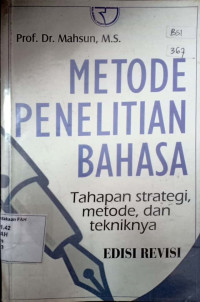 Prof. Dr. Mahsun, M.S.
METODE
PENELITIAN
BAHASA
Tahapan strategi,
metode, dan
tekniknya
EDISI REVISI